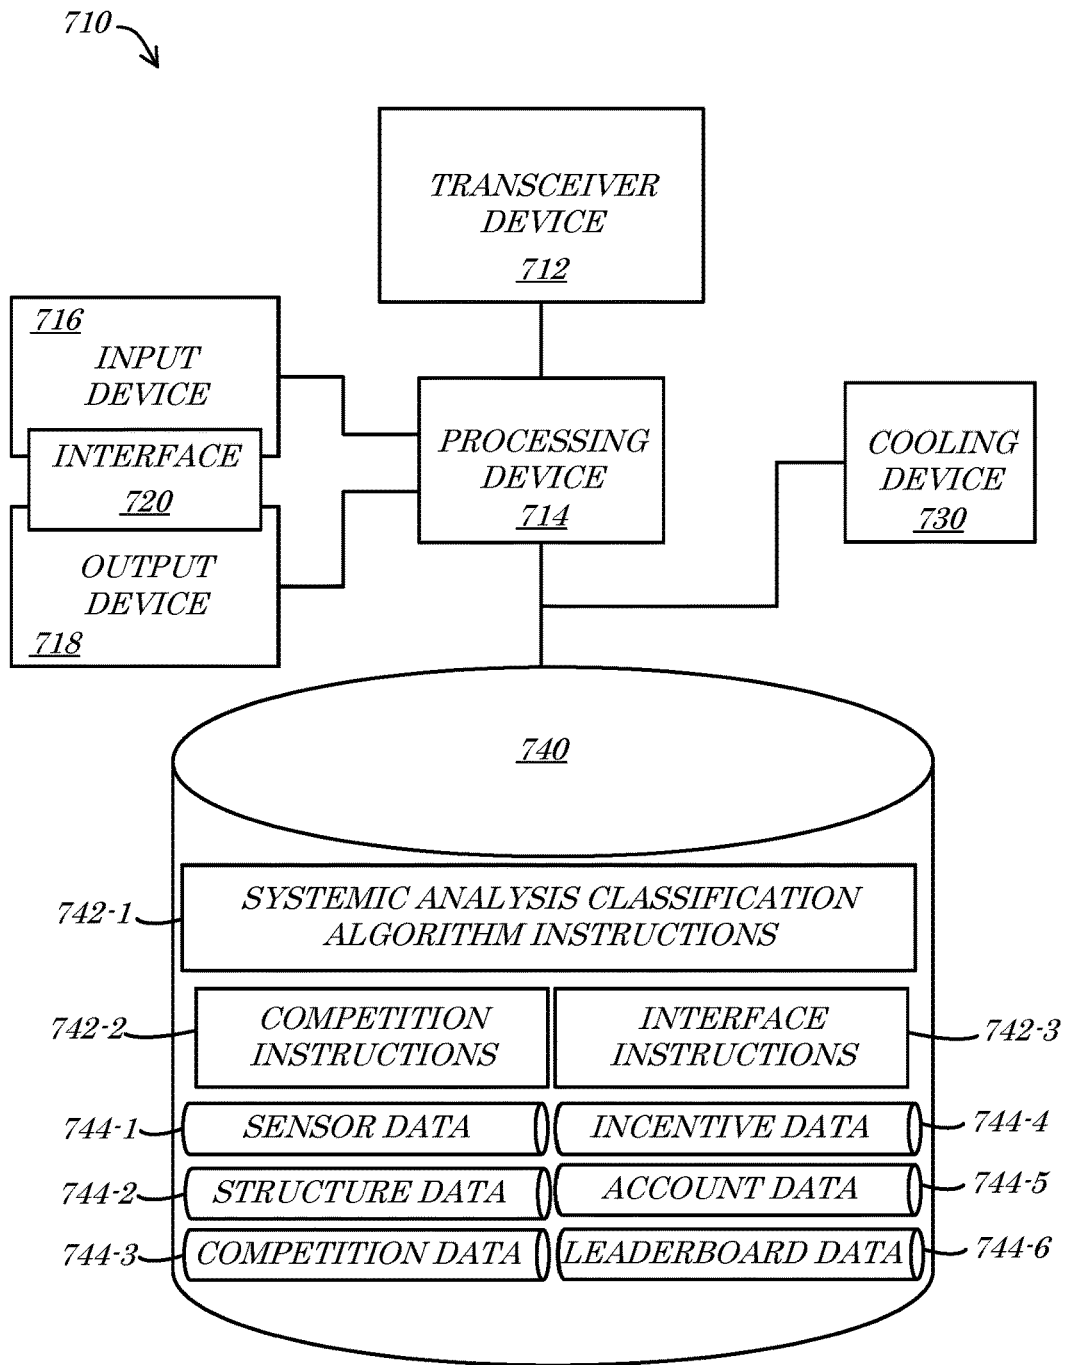 710
TRANSCEIVER
DEVICE
712
716
INPUT
DEVICE
INTERFACE
720
OUTPUT
DEVICE
718
PROCESSING
DEVICE
714
COOLING
DEVICE
730
740
742-1
SYSTEMIC ANALYSIS CLASSIFICATION
ALGORITHM INSTRUCTIONS
742-2
COMPETITION
INSTRUCTIONS
INTERFACE
INSTRUCTIONS
742-3
744-1
SENSOR DATA
INCENTIVE DATA
744-4
744-2
STRUCTURE DATA
ACCOUNT DATA
744-5
744-3
COMPETITION DATA
LEADERBOARD DATA
744-6